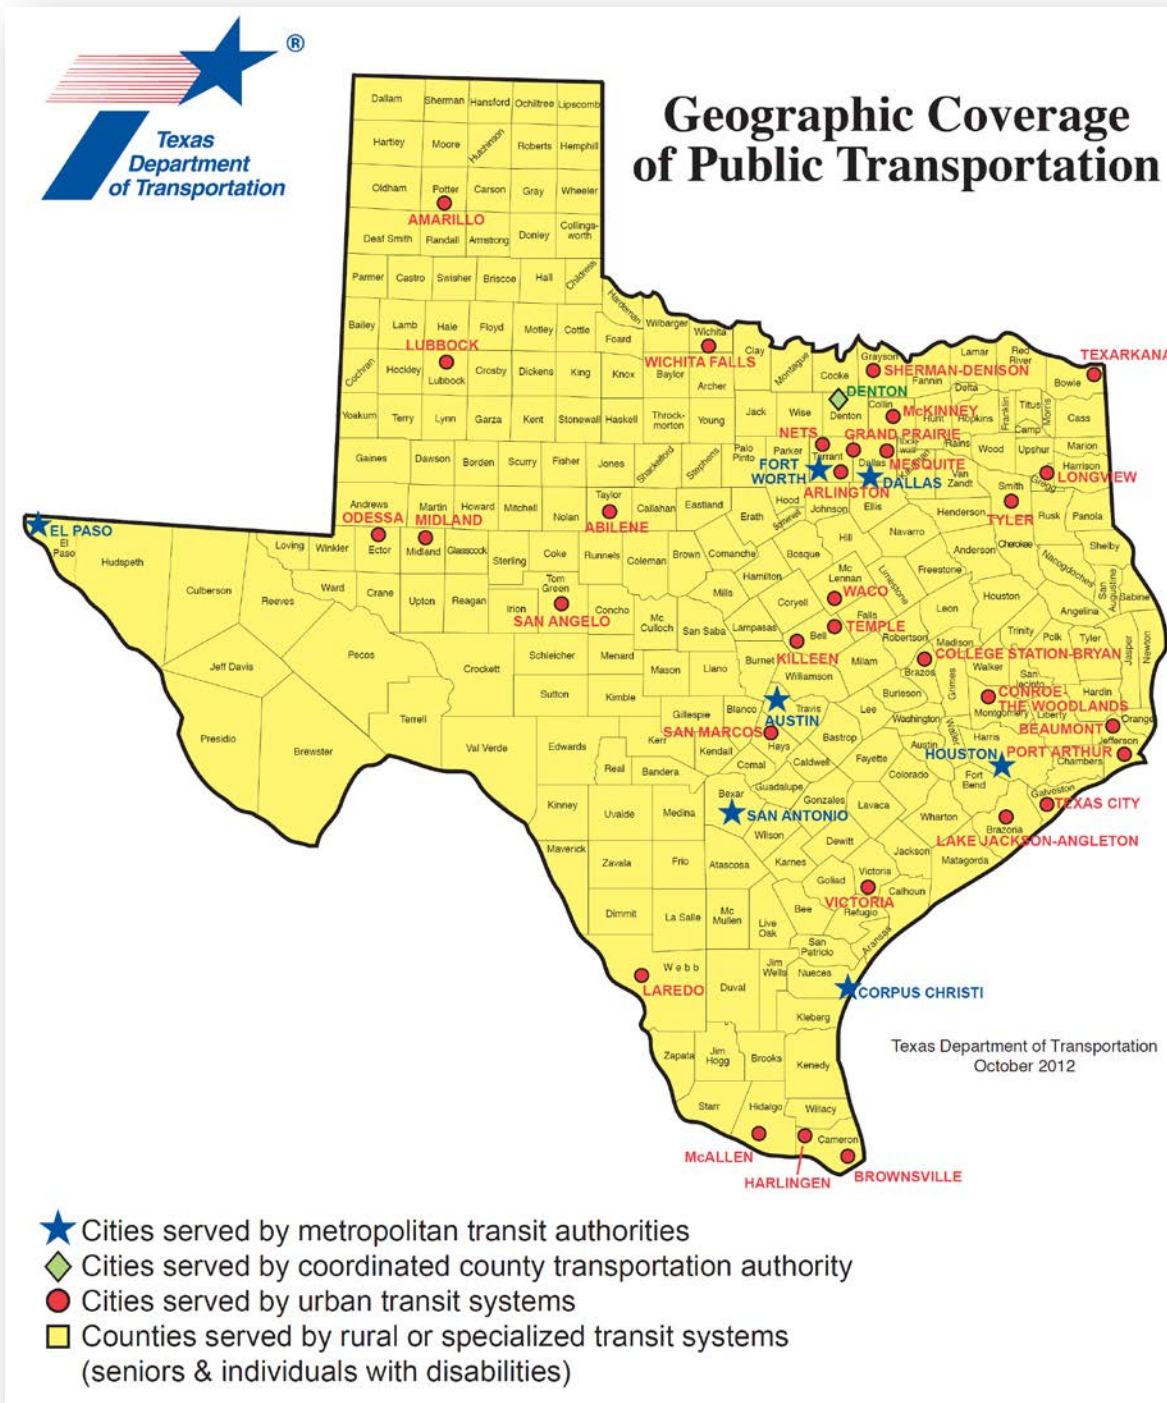 ®
Texas
Department
of Transportation
Geographic Coverage
of Public Transportation
Dallam Sherman Hansford Ochiltree Lipscomb
Hartley Moore Hutchinson Roberts Hemphill
Oldham Potter Carson Gray Wheeler
AMARILLO
Deaf Smith Randall Armstrong Donley Collings-
worth
Parmer Castro Swisher Briscoe Hall Childress
Hardeman
Bailey Lamb Hale Floyd Motley Cottle Foard Wilbarger Wichita
LUBBOCK WICHITA FALLS Clay Montague Cooke Grayson Lamar Red
River TEXARKANA
SHERMAN-DENISON Fannin Bowie
Cochran Hockley Lubbock Crosby Dickens King Knox Baylor Archer
DENTON Delta Franklin Titus Morris Cass
Yoakum Terry Lynn Garza Kent Stonewall Haskell Throck-
morton Young Jack Wise Denton Collin McKINNEY Hunt Hopkins Camp
NETS GRAND PRAIRIE Rock-
wall Rains Wood Upshur Marion
Gaines Dawson Borden Scurry Fisher Jones Shackelford Stephens Palo
Pinto Parker Tarrant Dallas MESQUITE Kaufman Van
Zandt Harrison
FORT
WORTH DALLAS Gregg LONGVIEW
ARLINGTON Smith
Andrews Martin Howard Mitchell Nolan Taylor Callahan Eastland Erath Hood Somervell Johnson Ellis Henderson TYLER Rusk Panola
ODESSA MIDLAND ABILENE
EL PASO
El
Paso Hudspeth Culberson Loving Winkler Ector Midland Glasscock Sterling Coke Runnels Coleman Brown Comanche Bosque Hill Navarro Anderson Cherokee Nacogdoches Shelby
Hamilton Mc
Lennan Limestone Freestone San
Augustine Sabine
Reeves Ward Crane Upton Reagan Irion Tom
Green Concho Mc
Culloch Mills Coryell WACO Falls Leon Houston Angelina
SAN ANGELO San Saba Lampasas Bell TEMPLE Robertson Madison Trinity Polk Tyler Jasper Newton
Jeff Davis Pecos Crockett Schleicher Menard Mason Llano Burnet KILLEEN Milam Brazos COLLEGE STATION-BRYAN
Williamson Grimes Walker San
Jacinto Hardin
Sutton Kimble Gillespie Blanco Travis Lee Burleson CONROE-
THE WOODLANDS
AUSTIN Washington Montgomery Liberty Orange
Presidio Brewster Terrell Val Verde Edwards Kerr SAN MARCOS Hays Bastrop Austin Waller Harris BEAUMONT
Kendall Comal Caldwell Fayette HOUSTON PORT ARTHUR Jefferson
Real Bandera Colorado Fort
Bend Chambers
Kinney Uvalde Medina Bexar Guadalupe Gonzales Lavaca Wharton Galveston TEXAS CITY
SAN ANTONIO Wilson Brazoria
LAKE JACKSON-ANGLETON
Maverick Zavala Frio Atascosa Karnes Dewitt Jackson Matagorda
Goliad Victoria Calhoun
VICTORIA
Dimmit La Salle Mc
Mullen Live
Oak Bee Refugio Aransas
San
Patricio
Webb Duval Jim
Wells Nueces
LAREDO CORPUS CHRISTI
Kleberg
Zapata Jim
Hogg Brooks Kenedy
Texas Department of Transportation
October 2012
Starr Hidalgo Willacy
Cameron
McALLEN
HARLINGEN BROWNSVILLE
Cities served by metropolitan transit authorities
Cities served by coordinated county transportation authority
Cities served by urban transit systems
Counties served by rural or specialized transit systems
(seniors & individuals with disabilities)